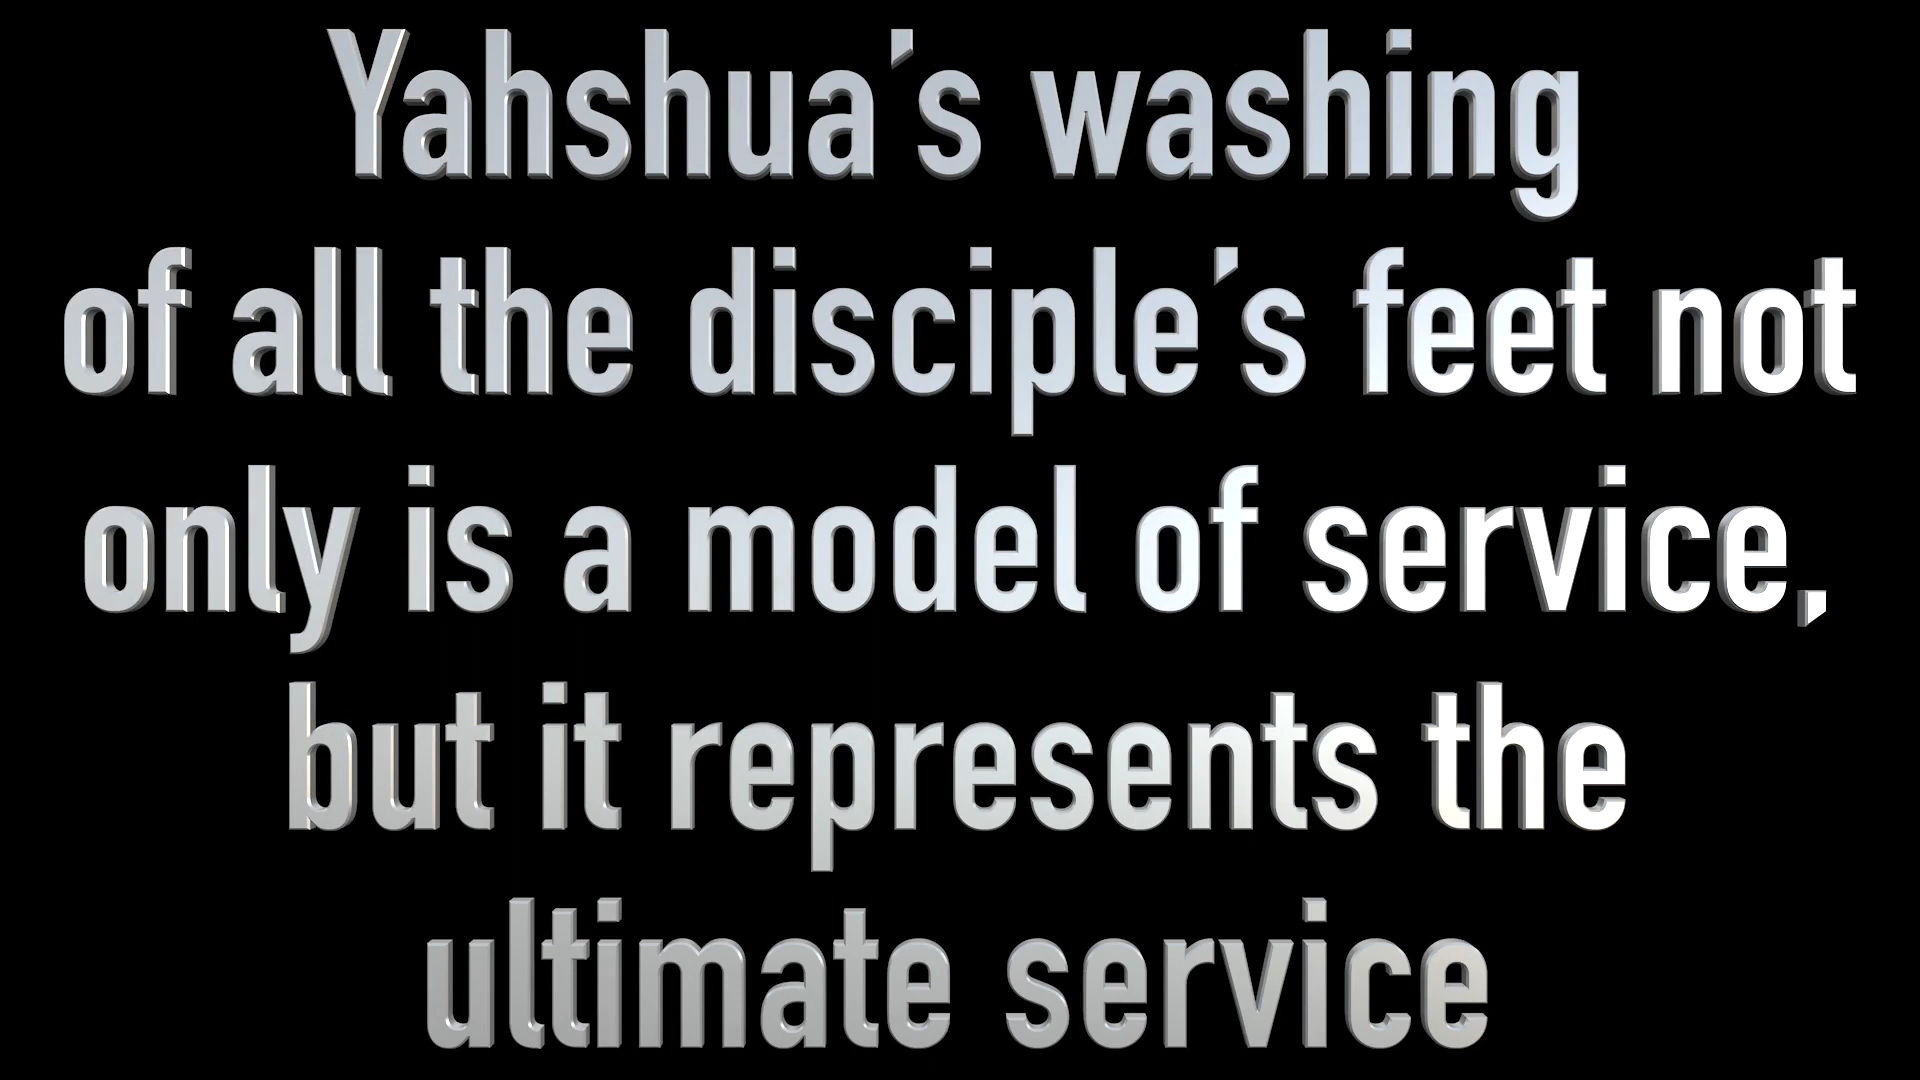 Yahshua's washing
of all the disciple's feet not
only is a model of service,
but it represents the
ultimate service